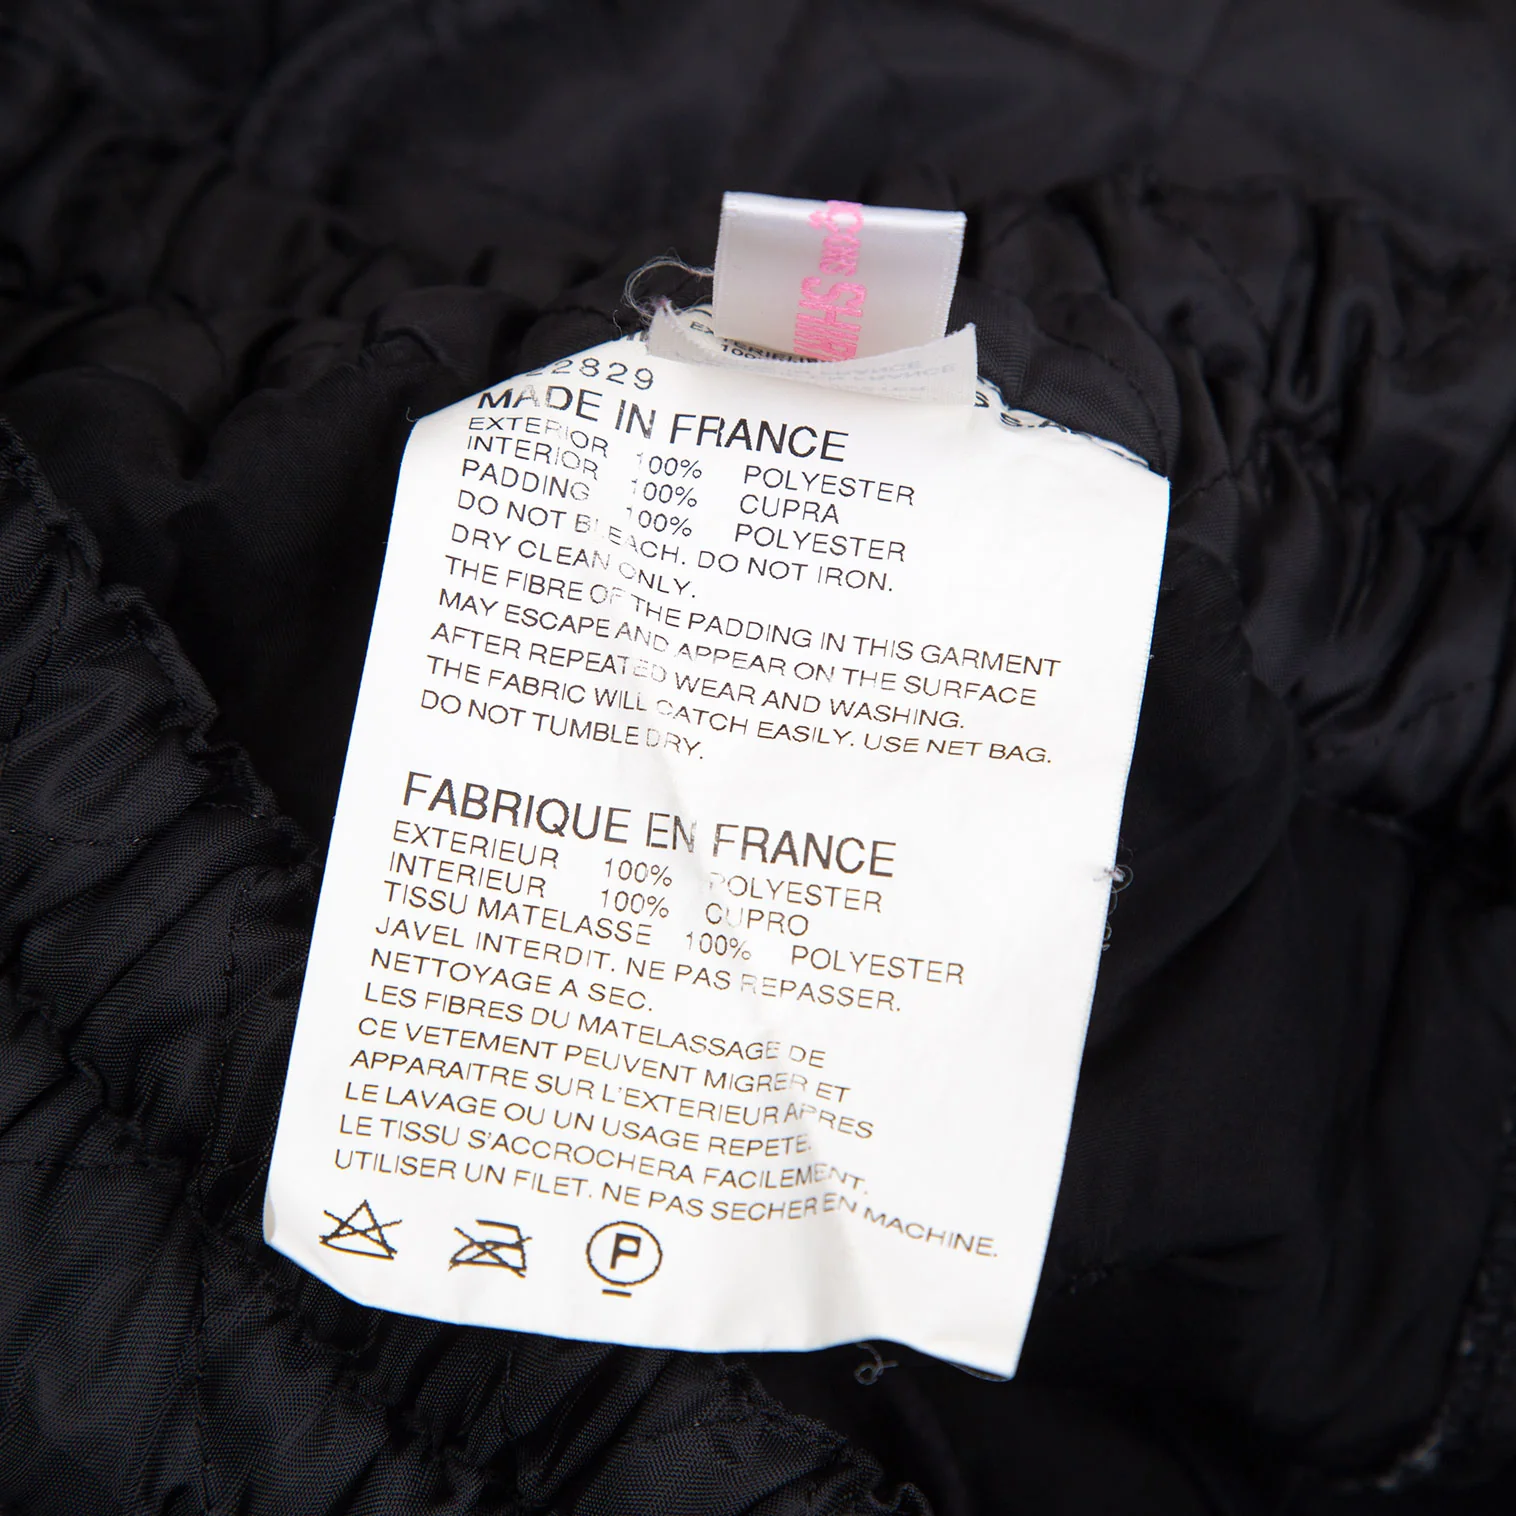 22829
MADE IN FRANCE
EXTERIOR 100% POLYESTER
INTERIOR 100% CUPRA
PADDING 100% POLYESTER
DO NOT BLEACH. DO NOT IRON.
DRY CLEAN ONLY.
THE FIBRE OF THE PADDING IN THIS GARMENT
MAY ESCAPE AND APPEAR ON THE SURFACE
AFTER REPEATED WEAR AND WASHING.
THE FABRIC WILL CATCH EASILY. USE NET BAG.
DO NOT TUMBLE DRY.
FABRIQUE EN FRANCE
EXTERIEUR 100% POLYESTER
INTERIEUR 100% CUPRO
TISSU MATELASSE 100% POLYESTER
JAVEL INTERDIT. NE PAS REPASSER.
NETTOYAGE A SEC.
LES FIBRES DU MATELASSAGE DE
CE VETEMENT PEUVENT MIGRER ET
APPARAITRE SUR L'EXTERIEUR APRES
LE LAVAGE OU UN USAGE REPETE.
LE TISSU S'ACCROCHERA FACILEMENT.
UTILISER UN FILET. NE PAS SECHER EN MACHINE.
P